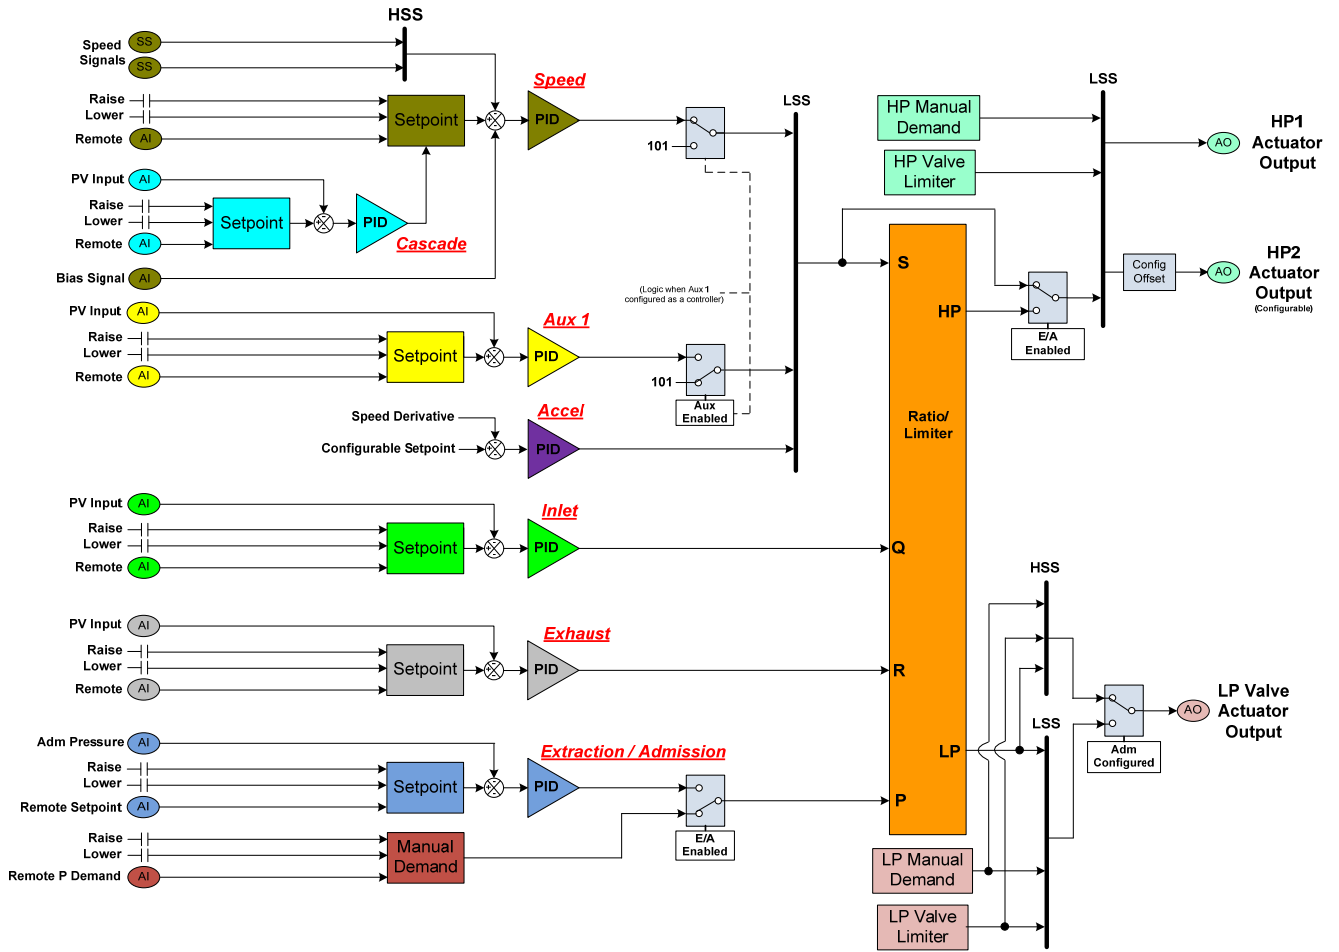 HSS
Speed
Signals
SS
SS
Raise
Lower
Remote
AI
Setpoint
Speed
PID
101
LSS
PV Input
AI
Raise
Lower
Remote
AI
Setpoint
PID
Cascade
Bias Signal
AI
(Logic when Aux 1
configured as a controller)
PV Input
AI
Raise
Lower
Remote
AI
Setpoint
Aux 1
PID
101
Aux
Enabled
Speed Derivative
Configurable Setpoint
Accel
PID
PV Input
AI
Raise
Lower
Remote
AI
Setpoint
Inlet
PID
PV Input
AI
Raise
Lower
Remote
AI
Setpoint
Exhaust
PID
Adm Pressure
AI
Raise
Lower
Remote Setpoint
AI
Setpoint
Extraction / Admission
PID
Raise
Lower
Remote P Demand
AI
Manual
Demand
E/A
Enabled
S
HP
Ratio/
Limiter
Q
R
LP
P
HP Manual
Demand
HP Valve
Limiter
LSS
E/A
Enabled
AO
HP1
Actuator
Output
Config
Offset
AO
HP2
Actuator
Output
(Configurable)
HSS
LSS
Adm
Configured
AO
LP Valve
Actuator
Output
LP Manual
Demand
LP Valve
Limiter